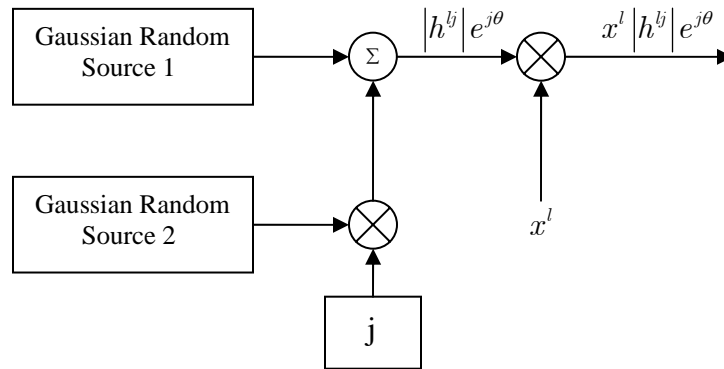 Gaussian Random
Source 1
Σ
|h^{lj}| e^{jθ}
x^l |h^{lj}| e^{jθ}
Gaussian Random
Source 2
x^l
j